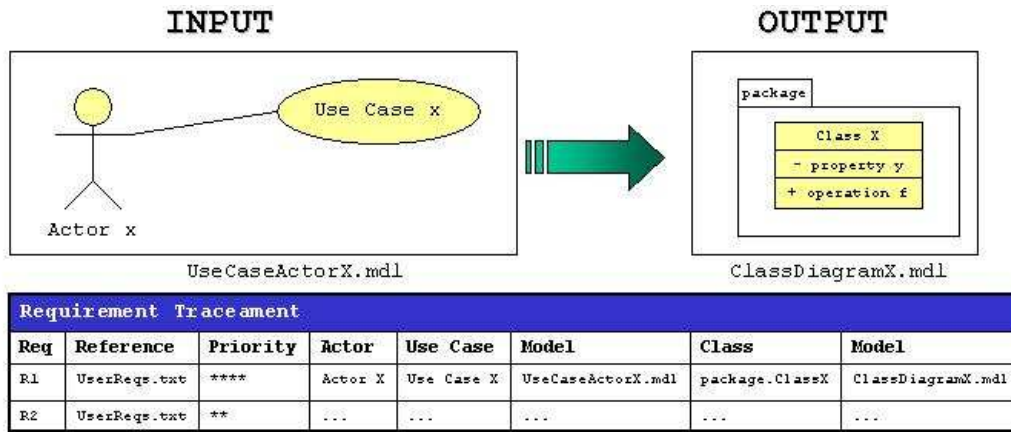 INPUT
OUTPUT
Use Case x
Actor x
UseCaseActorX.mdl
package
Class X
- property y
+ operation f
ClassDiagramX.mdl
Requirement Traceament
Req Reference Priority Actor Use Case Model Class Model
R1 UserReqs.txt **** Actor X Use Case X UseCaseActorX.mdl package.ClassX ClassDiagramX.mdl
R2 UserReqs.txt ** ... ... ... ... ...